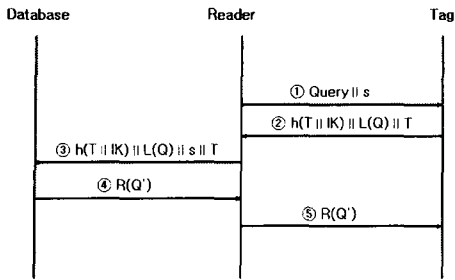 Database Reader Tag
① Query || s
② h(T || IK) || L(Q) || T
③ h(T || IK) || L(Q) || s || T
④ R(Q')
⑤ R(Q')